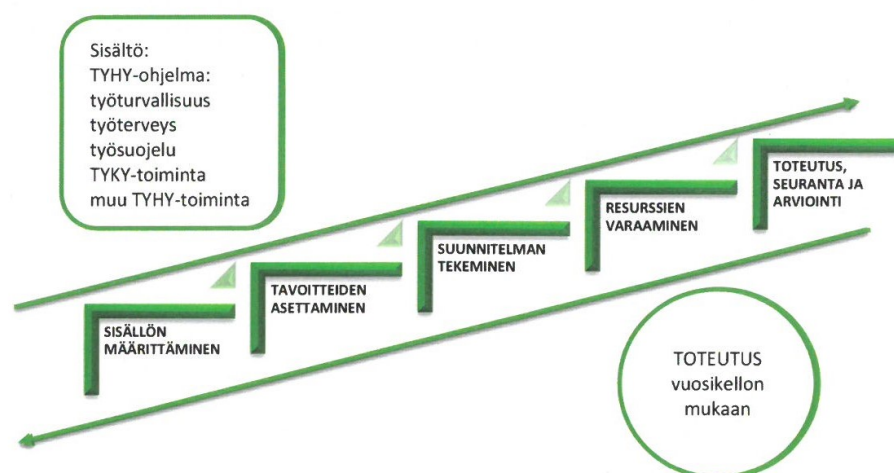 Sisältö:
TYHY-ohjelma:
työturvallisuus
työterveys
työsuojelu
TYKY-toiminta
muu TYHY-toiminta
SISÄLLÖN
MÄÄRITTÄMINEN
TAVOITTEIDEN
ASETTAMINEN
SUUNNITELMAN
TEKEMINEN
RESURSSIEN
VARAAMINEN
TOTEUTUS,
SEURANTA JA
ARVIOINTI
TOTEUTUS
vuosikellon
mukaan